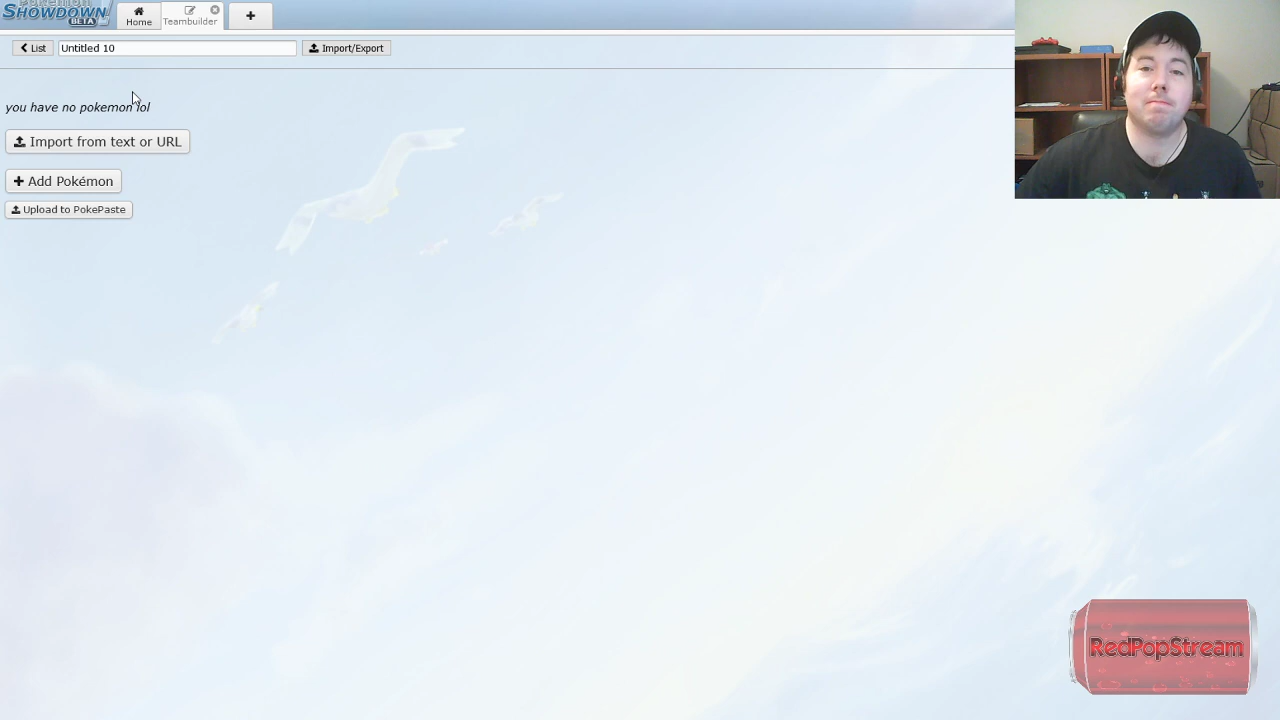 Pokémon
SHOWDOWN
BETA
Home
Teambuilder
+
List
Untitled 10
Import/Export
you have no pokemon lol
Import from text or URL
Add Pokémon
Upload to PokePaste
RedPopStream